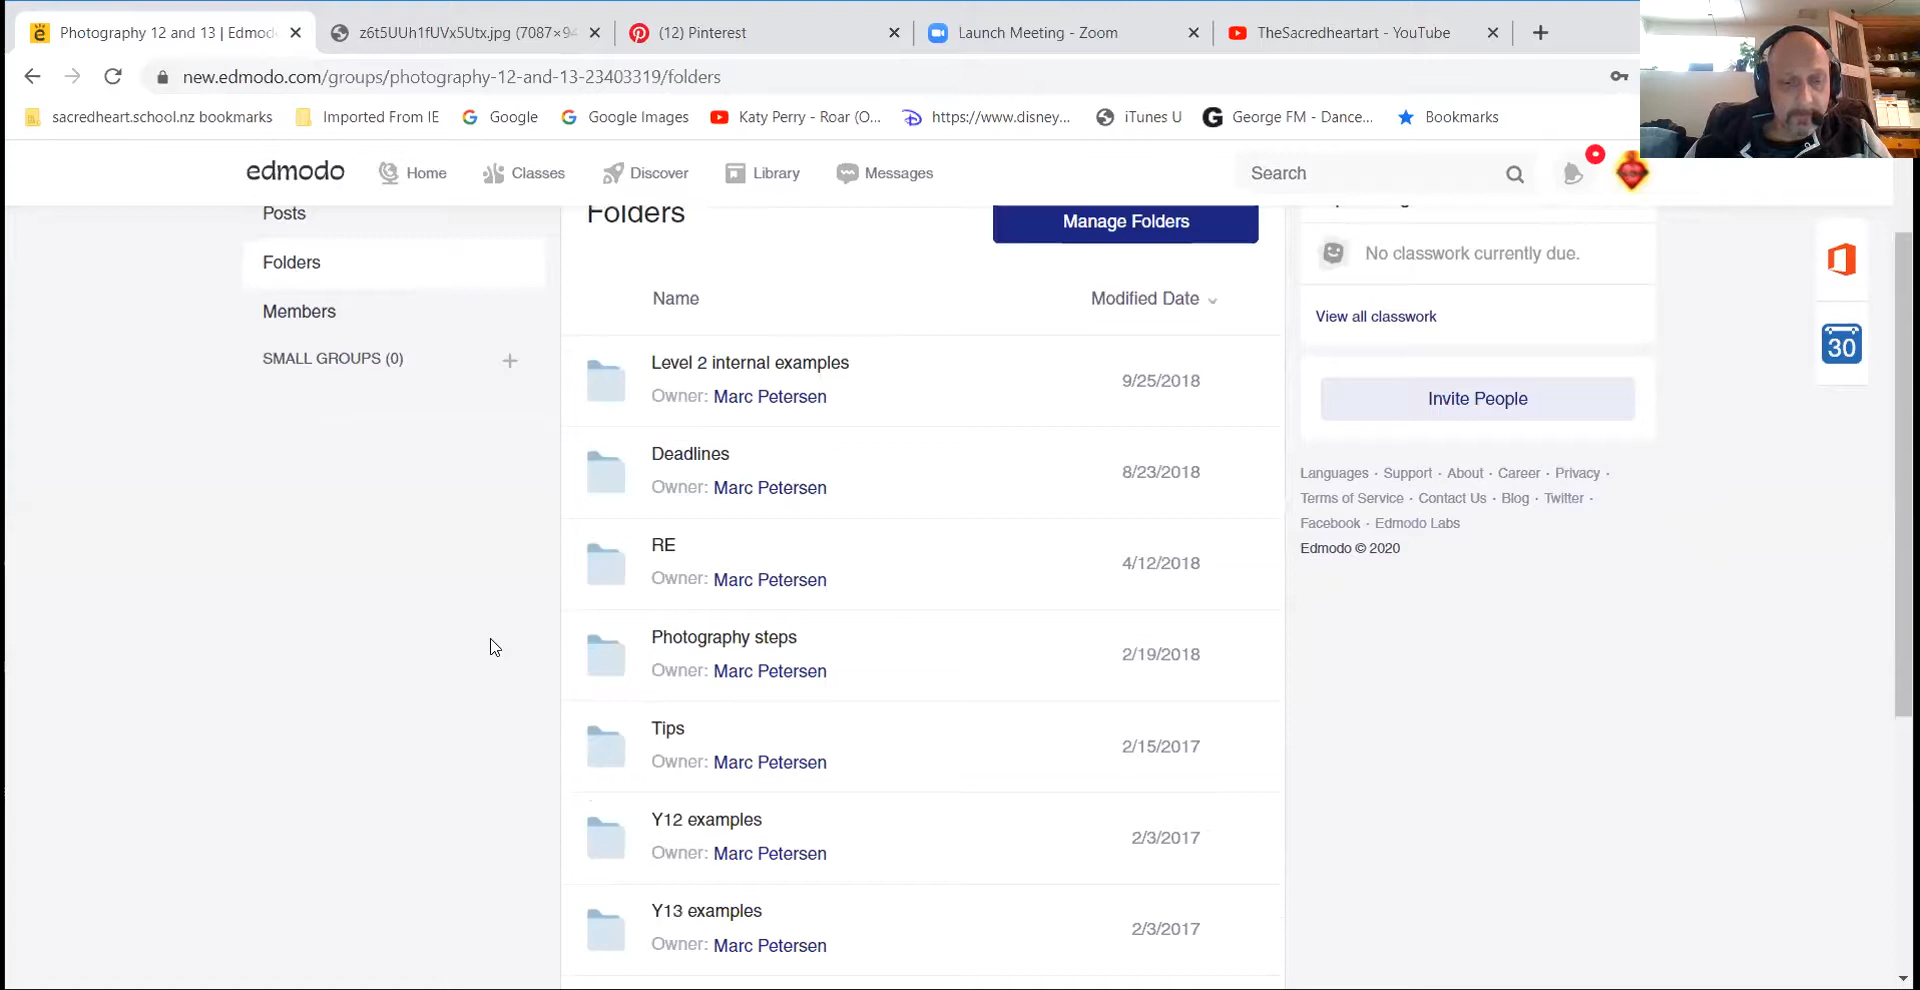 Photography 12 and 13 | Edmod
z6t5UUh1fUVx5Utx.jpg (7087×94
(12) Pinterest
Launch Meeting - Zoom
TheSacredheartart - YouTube
new.edmodo.com/groups/photography-12-and-13-23403319/folders
sacredheart.school.nz bookmarks
Imported From IE
Google
Google Images
Katy Perry - Roar (O...
https://www.disney...
iTunes U
George FM - Dance...
Bookmarks
edmodo
Home
Classes
Discover
Library
Messages
Search
Posts
Folders
Members
SMALL GROUPS (0)
Folders
Manage Folders
Name
Modified Date
Level 2 internal examples
Owner: Marc Petersen
9/25/2018
Deadlines
Owner: Marc Petersen
8/23/2018
RE
Owner: Marc Petersen
4/12/2018
Photography steps
Owner: Marc Petersen
2/19/2018
Tips
Owner: Marc Petersen
2/15/2017
Y12 examples
Owner: Marc Petersen
2/3/2017
Y13 examples
Owner: Marc Petersen
2/3/2017
No classwork currently due.
View all classwork
Invite People
Languages · Support · About · Career · Privacy ·
Terms of Service · Contact Us · Blog · Twitter ·
Facebook · Edmodo Labs
Edmodo © 2020
30